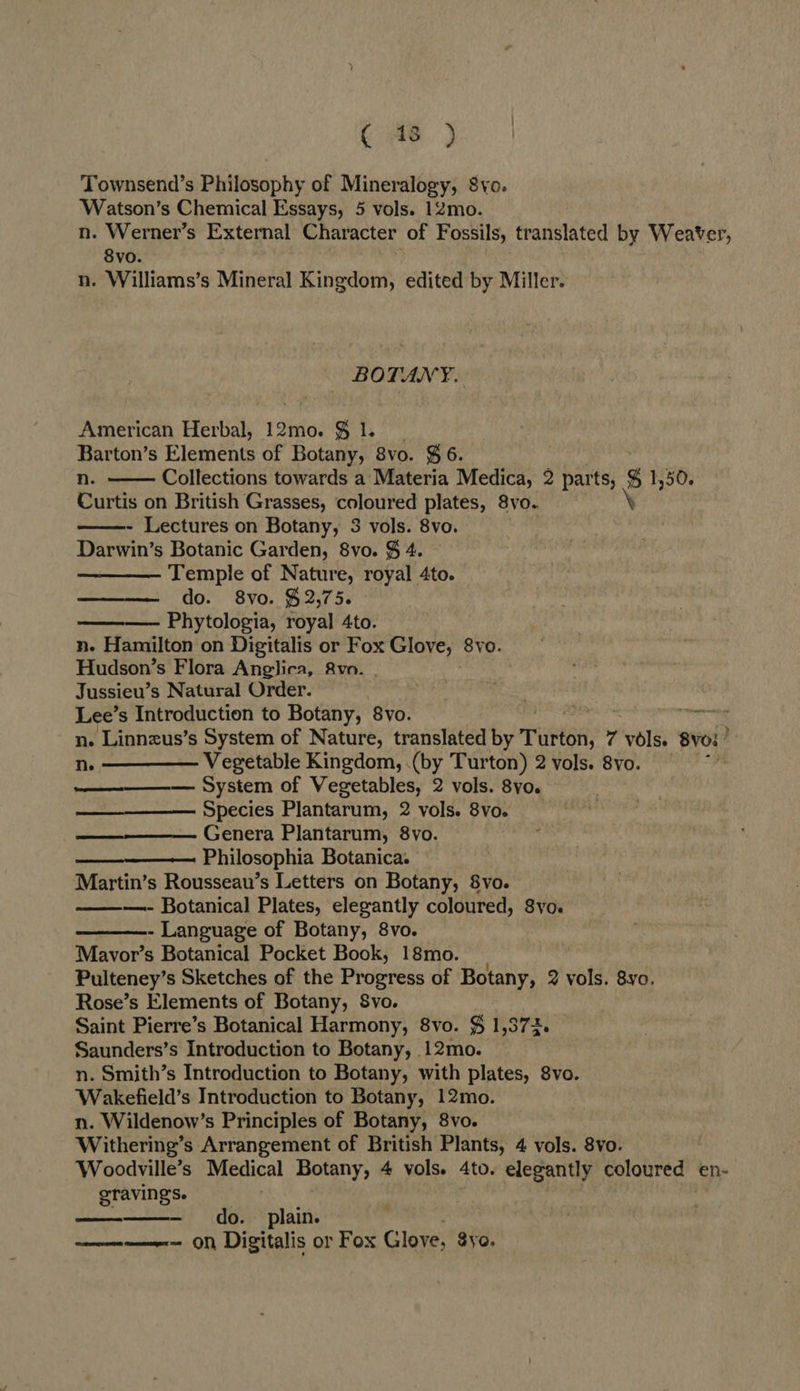 ( 13 )
Townsend's Philosophy of Mineralogy, 8vo.
Watson's Chemical Essays, 5 vols. 12mo.
n. Werner's External Character of Fossils, translated by Weaver,
8vo.
n. Williams's Mineral Kingdom, edited by Miller.
BOTANY.
American Herbal, 12mo. $ 1.
Barton's Elements of Botany, 8vo. $ 6.
n. —— Collections towards a Materia Medica, 2 parts, $ 1,50.
Curtis on British Grasses, coloured plates, 8vo.
——- Lectures on Botany, 3 vols. 8vo.
Darwin's Botanic Garden, 8vo. $ 4.
——— Temple of Nature, royal 4to.
——— do. 8vo. $ 2,75.
——— Phytologia, royal 4to.
n. Hamilton on Digitalis or Fox Glove, 8vo.
Hudson's Flora Anglica, 8vo.
Jussieu's Natural Order.
Lee's Introduction to Botany, 8vo.
n. Linnæus's System of Nature, translated by Turton, 7 vols. 8vo.
n. ———— Vegetable Kingdom, (by Turton) 2 vols. 8vo.
———— System of Vegetables, 2 vols. 8vo.
———— Species Plantarum, 2 vols. 8vo.
———— Genera Plantarum, 8vo.
———— Philosophia Botanica.
Martin's Rousseau's Letters on Botany, 8vo.
———- Botanical Plates, elegantly coloured, 8vo.
———- Language of Botany, 8vo.
Mavor's Botanical Pocket Book, 18mo.
Pulteney's Sketches of the Progress of Botany, 2 vols. 8vo.
Rose's Elements of Botany, 8vo.
Saint Pierre's Botanical Harmony, 8vo. $ 1,37½.
Saunders's Introduction to Botany, 12mo.
n. Smith's Introduction to Botany, with plates, 8vo.
Wakefield's Introduction to Botany, 12mo.
n. Wildenow's Principles of Botany, 8vo.
Withering's Arrangement of British Plants, 4 vols. 8vo.
Woodville's Medical Botany, 4 vols. 4to. elegantly coloured en-
gravings.
———— do. plain.
———— on Digitalis or Fox Glove, 8vo.